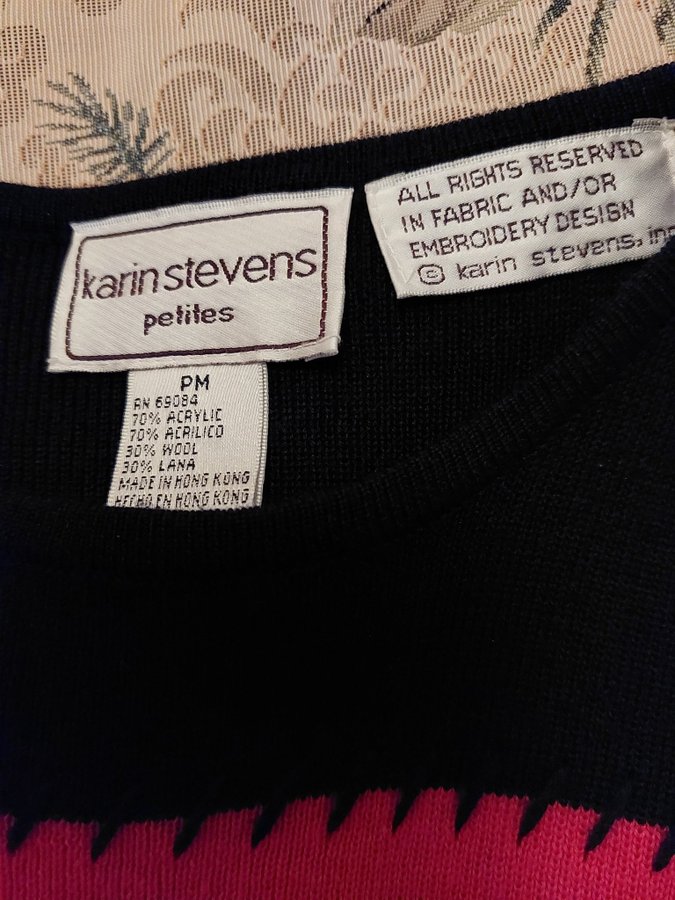 karin stevens
petites
PM
RN 69084
70% ACRYLIC
70% ACRILICO
30% WOOL
30% LANA
MADE IN HONG KONG
HECHO EN HONG KONG
ALL RIGHTS RESERVED
IN FABRIC AND/OR
EMBROIDERY DESIGN
© karin stevens, inc